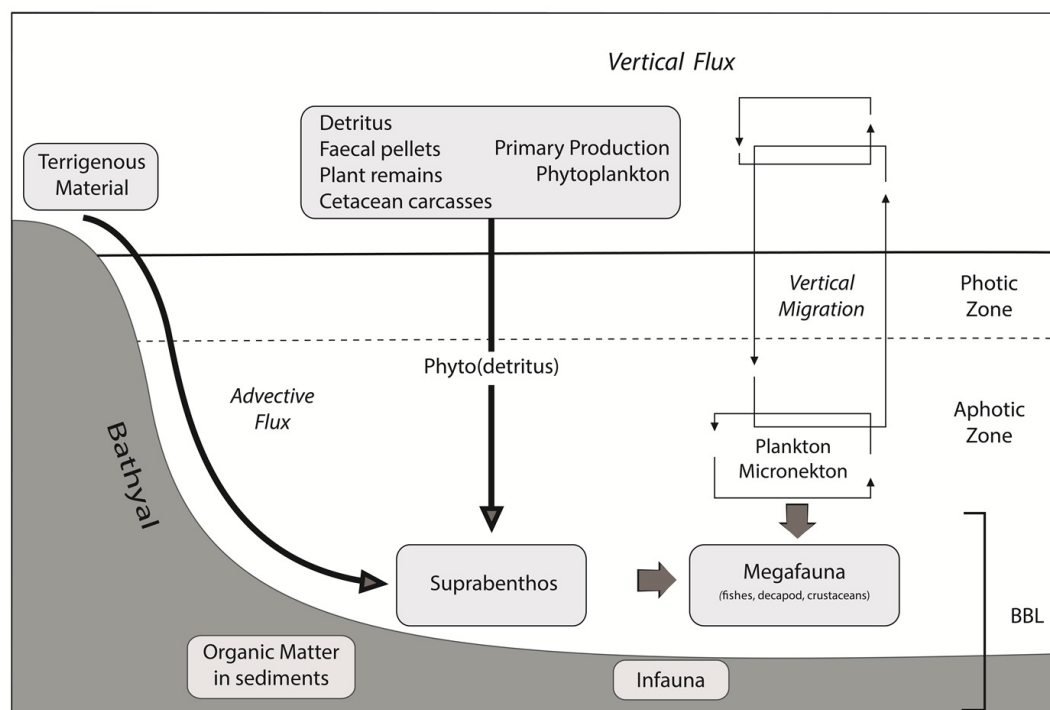 Vertical Flux
Detritus
Faecal pellets
Plant remains
Cetacean carcasses
Primary Production
Phytoplankton
Terrigenous
Material
Vertical
Migration
Photic
Zone
Phyto(detritus)
Advective
Flux
Aphotic
Zone
Bathyal
Plankton
Micronekton
Suprabenthos
Megafauna
(fishes, decapod, crustaceans)
BBL
Organic Matter
in sediments
Infauna